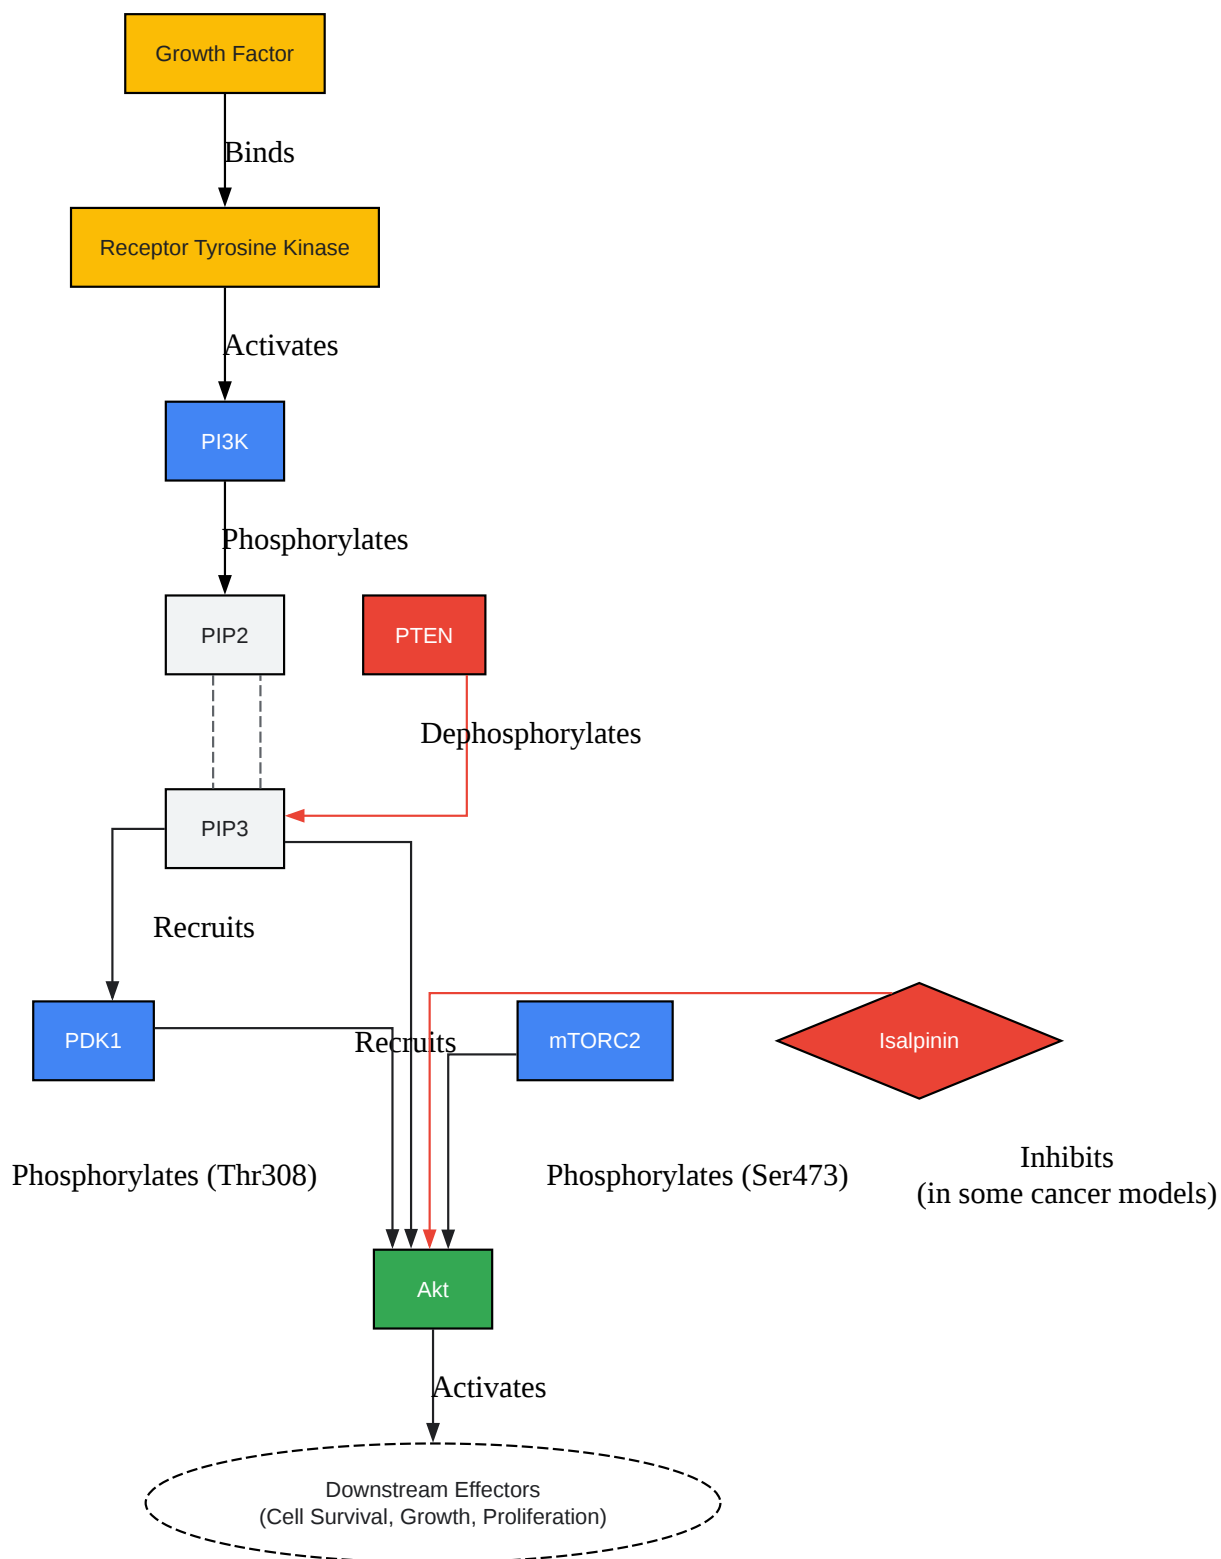 Growth Factor
Binds
Receptor Tyrosine Kinase
Activates
PI3K
Phosphorylates
PIP2
PTEN
Dephosphorylates
PIP3
Recruits
PDK1
Recruits
mTORC2
Isalpinin
Phosphorylates (Thr308)
Phosphorylates (Ser473)
Inhibits
(in some cancer models)
Akt
Activates
Downstream Effectors
(Cell Survival, Growth, Proliferation)